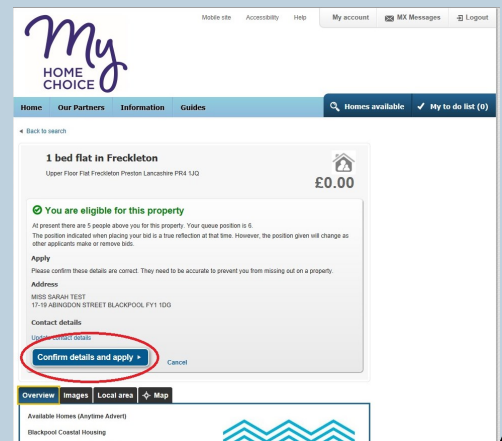 Mobile site Accessibility Help My account MX Messages Logout
My
HOME
CHOICE
Home Our Partners Information Guides Homes available My to do list (0)
Back to search
1 bed flat in Freckleton
Upper Floor Flat Freckleton Preston Lancashire PR4 1JQ
£0.00
You are eligible for this property
At present there are 5 people above you for this property. Your queue position is 6.
The position indicated when placing your bid is a true reflection at that time. However, the position given will change as
other applicants make or remove bids.
Apply
Please confirm these details are correct. They need to be accurate to prevent you from missing out on a property.
Address
MISS SARAH TEST
17-19 ABINGDON STREET BLACKPOOL FY1 1DG
Contact details
Update contact details
Confirm details and apply Cancel
Overview Images Local area Map
Available Homes (Anytime Advert)
Blackpool Coastal Housing